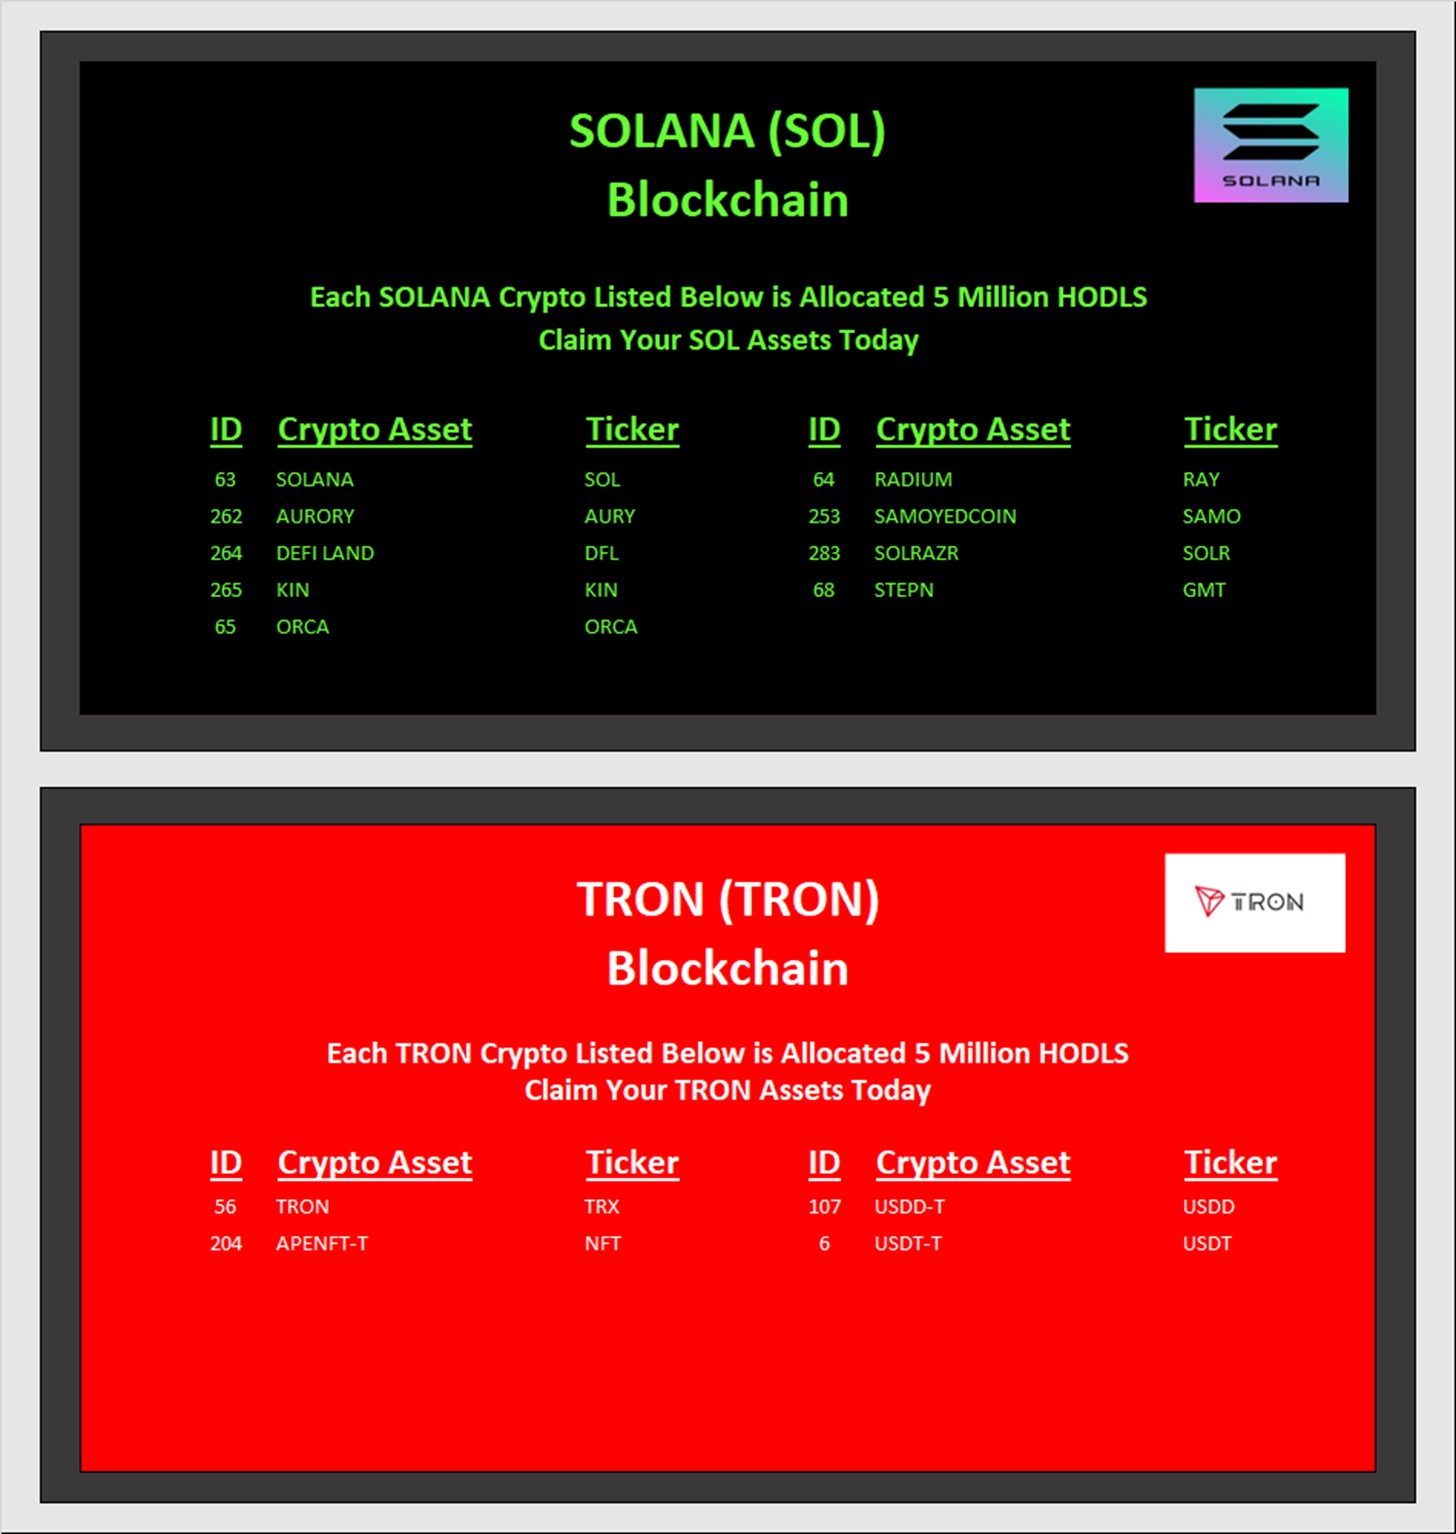 SOLANA (SOL)
Blockchain
SOLANA
Each SOLANA Crypto Listed Below is Allocated 5 Million HODLS
Claim Your SOL Assets Today
ID Crypto Asset Ticker ID Crypto Asset Ticker
63 SOLANA SOL 64 RADIUM RAY
262 AURORY AURY 253 SAMOYEDCOIN SAMO
264 DEFI LAND DFL 283 SOLRAZR SOLR
265 KIN KIN 68 STEPN GMT
65 ORCA ORCA
TRON (TRON)
Blockchain
TRON
Each TRON Crypto Listed Below is Allocated 5 Million HODLS
Claim Your TRON Assets Today
ID Crypto Asset Ticker ID Crypto Asset Ticker
56 TRON TRX 107 USDD-T USDD
204 APENFT-T NFT 6 USDT-T USDT